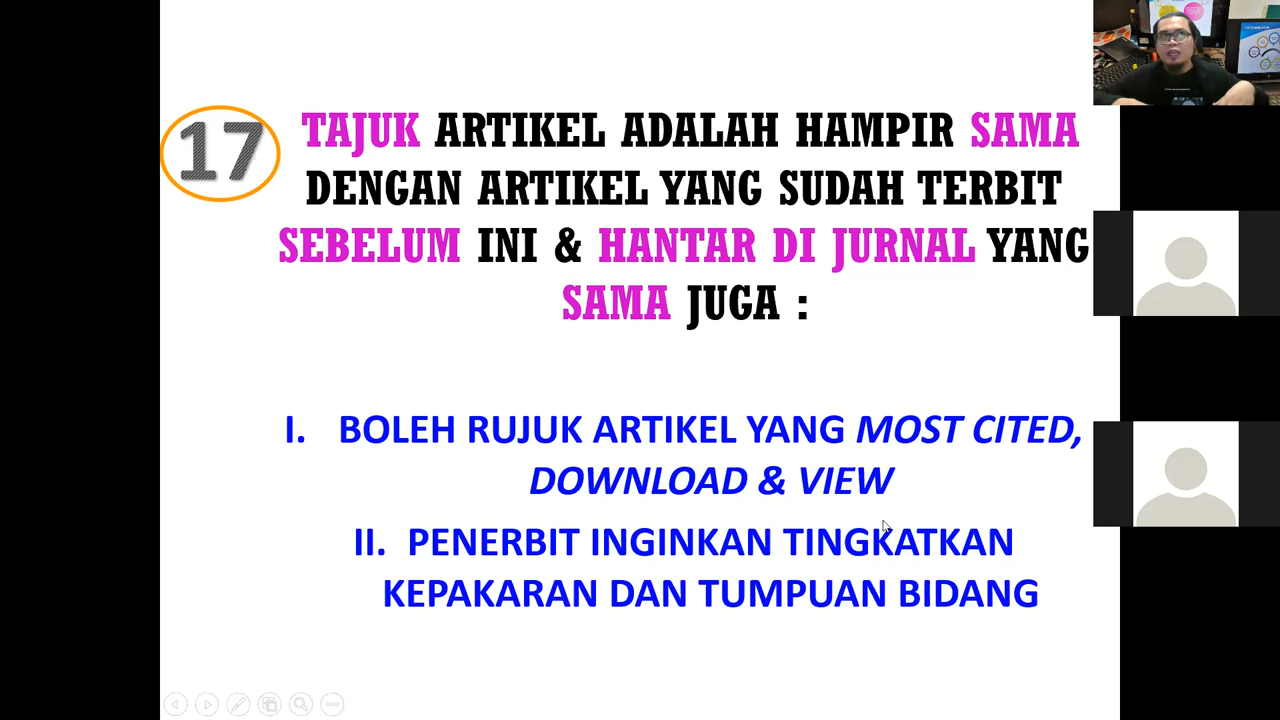 17
TAJUK ARTIKEL ADALAH HAMPIR SAMA
DENGAN ARTIKEL YANG SUDAH TERBIT
SEBELUM INI & HANTAR DI JURNAL YANG
SAMA JUGA :
I. BOLEH RUJUK ARTIKEL YANG MOST CITED,
DOWNLOAD & VIEW
II. PENERBIT INGINKAN TINGKATKAN
KEPAKARAN DAN TUMPUAN BIDANG